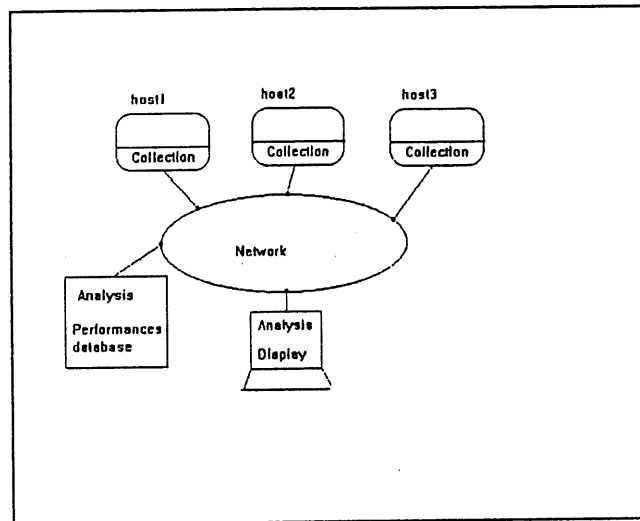 host1
host2
host3
Collection
Collection
Collection
Network
Analysis
Performances
database
Analysis
Display